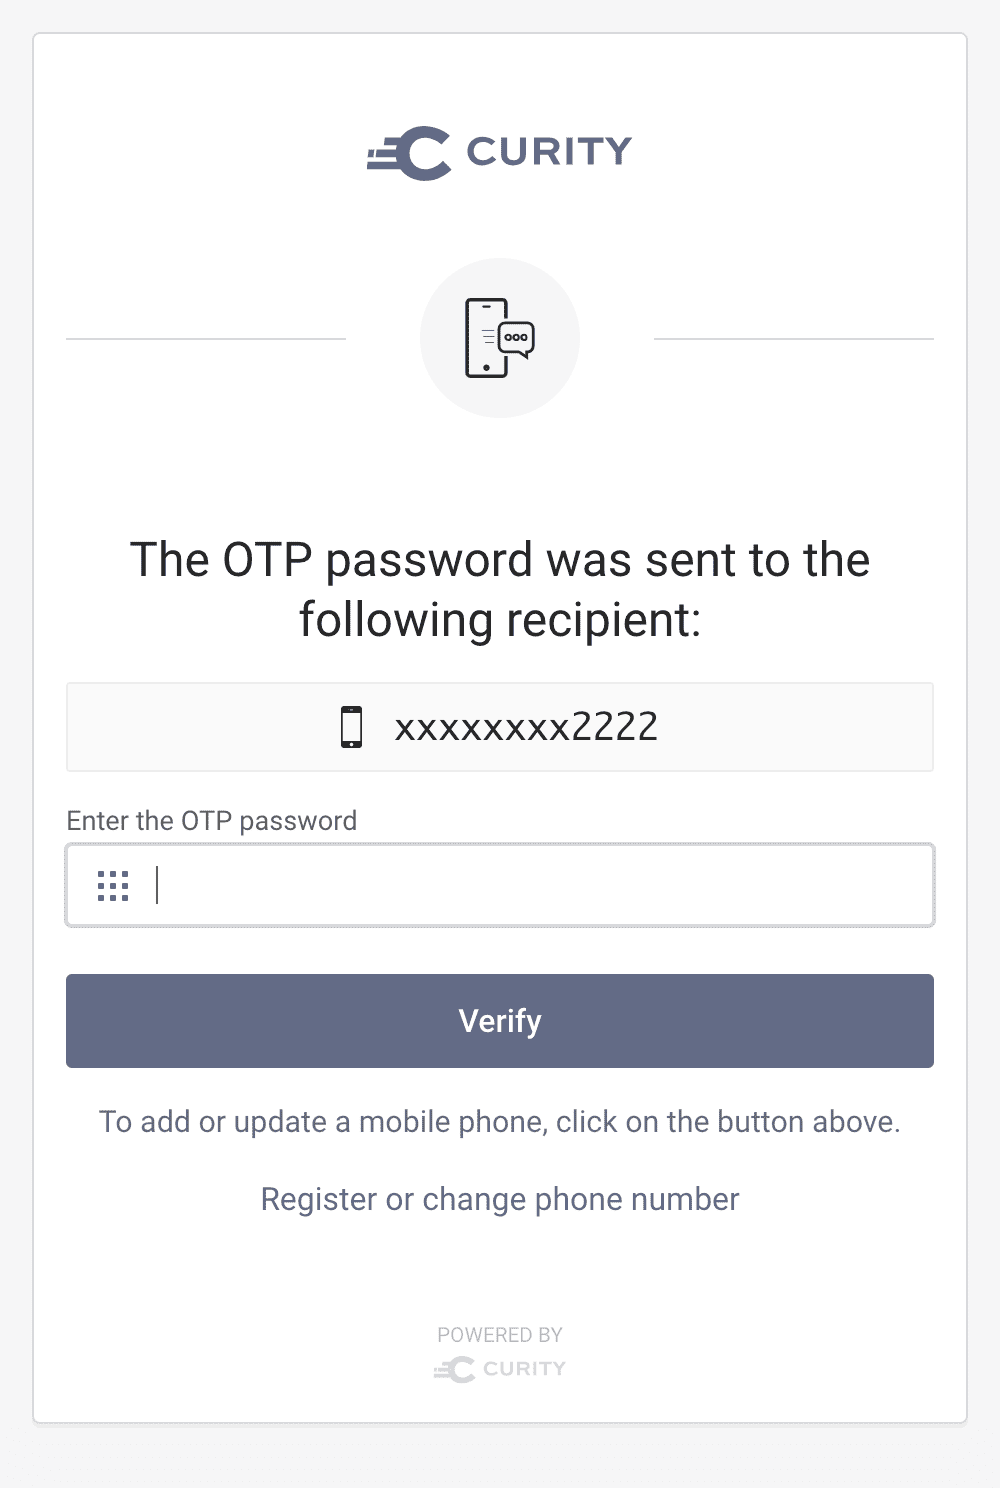 CURITY
The OTP password was sent to the
following recipient:
xxxxxxxx2222
Enter the OTP password
Verify
To add or update a mobile phone, click on the button above.
Register or change phone number
POWERED BY
CURITY